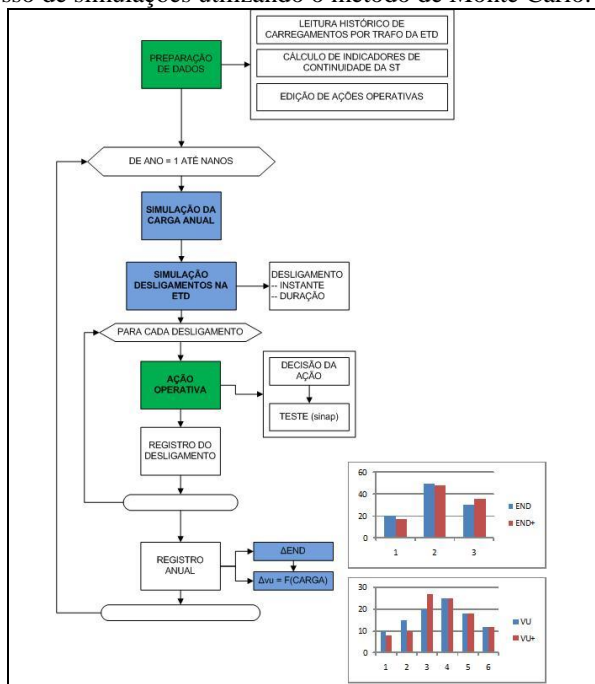 sso de simulações utilizando o método de Monte Carlo.
PREPARAÇÃO
DE DADOS
LEITURA HISTÓRICO DE
CARREGAMENTOS POR TRAFO DA ETD
CÁLCULO DE INDICADORES DE
CONTINUIDADE DA ST
EDIÇÃO DE AÇÕES OPERATIVAS
DE ANO = 1 ATÉ NANOS
SIMULAÇÃO DA
CARGA ANUAL
SIMULAÇÃO
DESLIGAMENTOS NA
ETD
DESLIGAMENTO
-- INSTANTE
-- DURAÇÃO
PARA CADA DESLIGAMENTO
AÇÃO
OPERATIVA
DECISÃO DA
AÇÃO
TESTE (sinap)
REGISTRO DO
DESLIGAMENTO
REGISTRO
ANUAL
ΔEND
Δvu = F(CARGA)
60
40
20
0
1 2 3
END
END+
30
20
10
0
1 2 3 4 5 6
VU
VU+